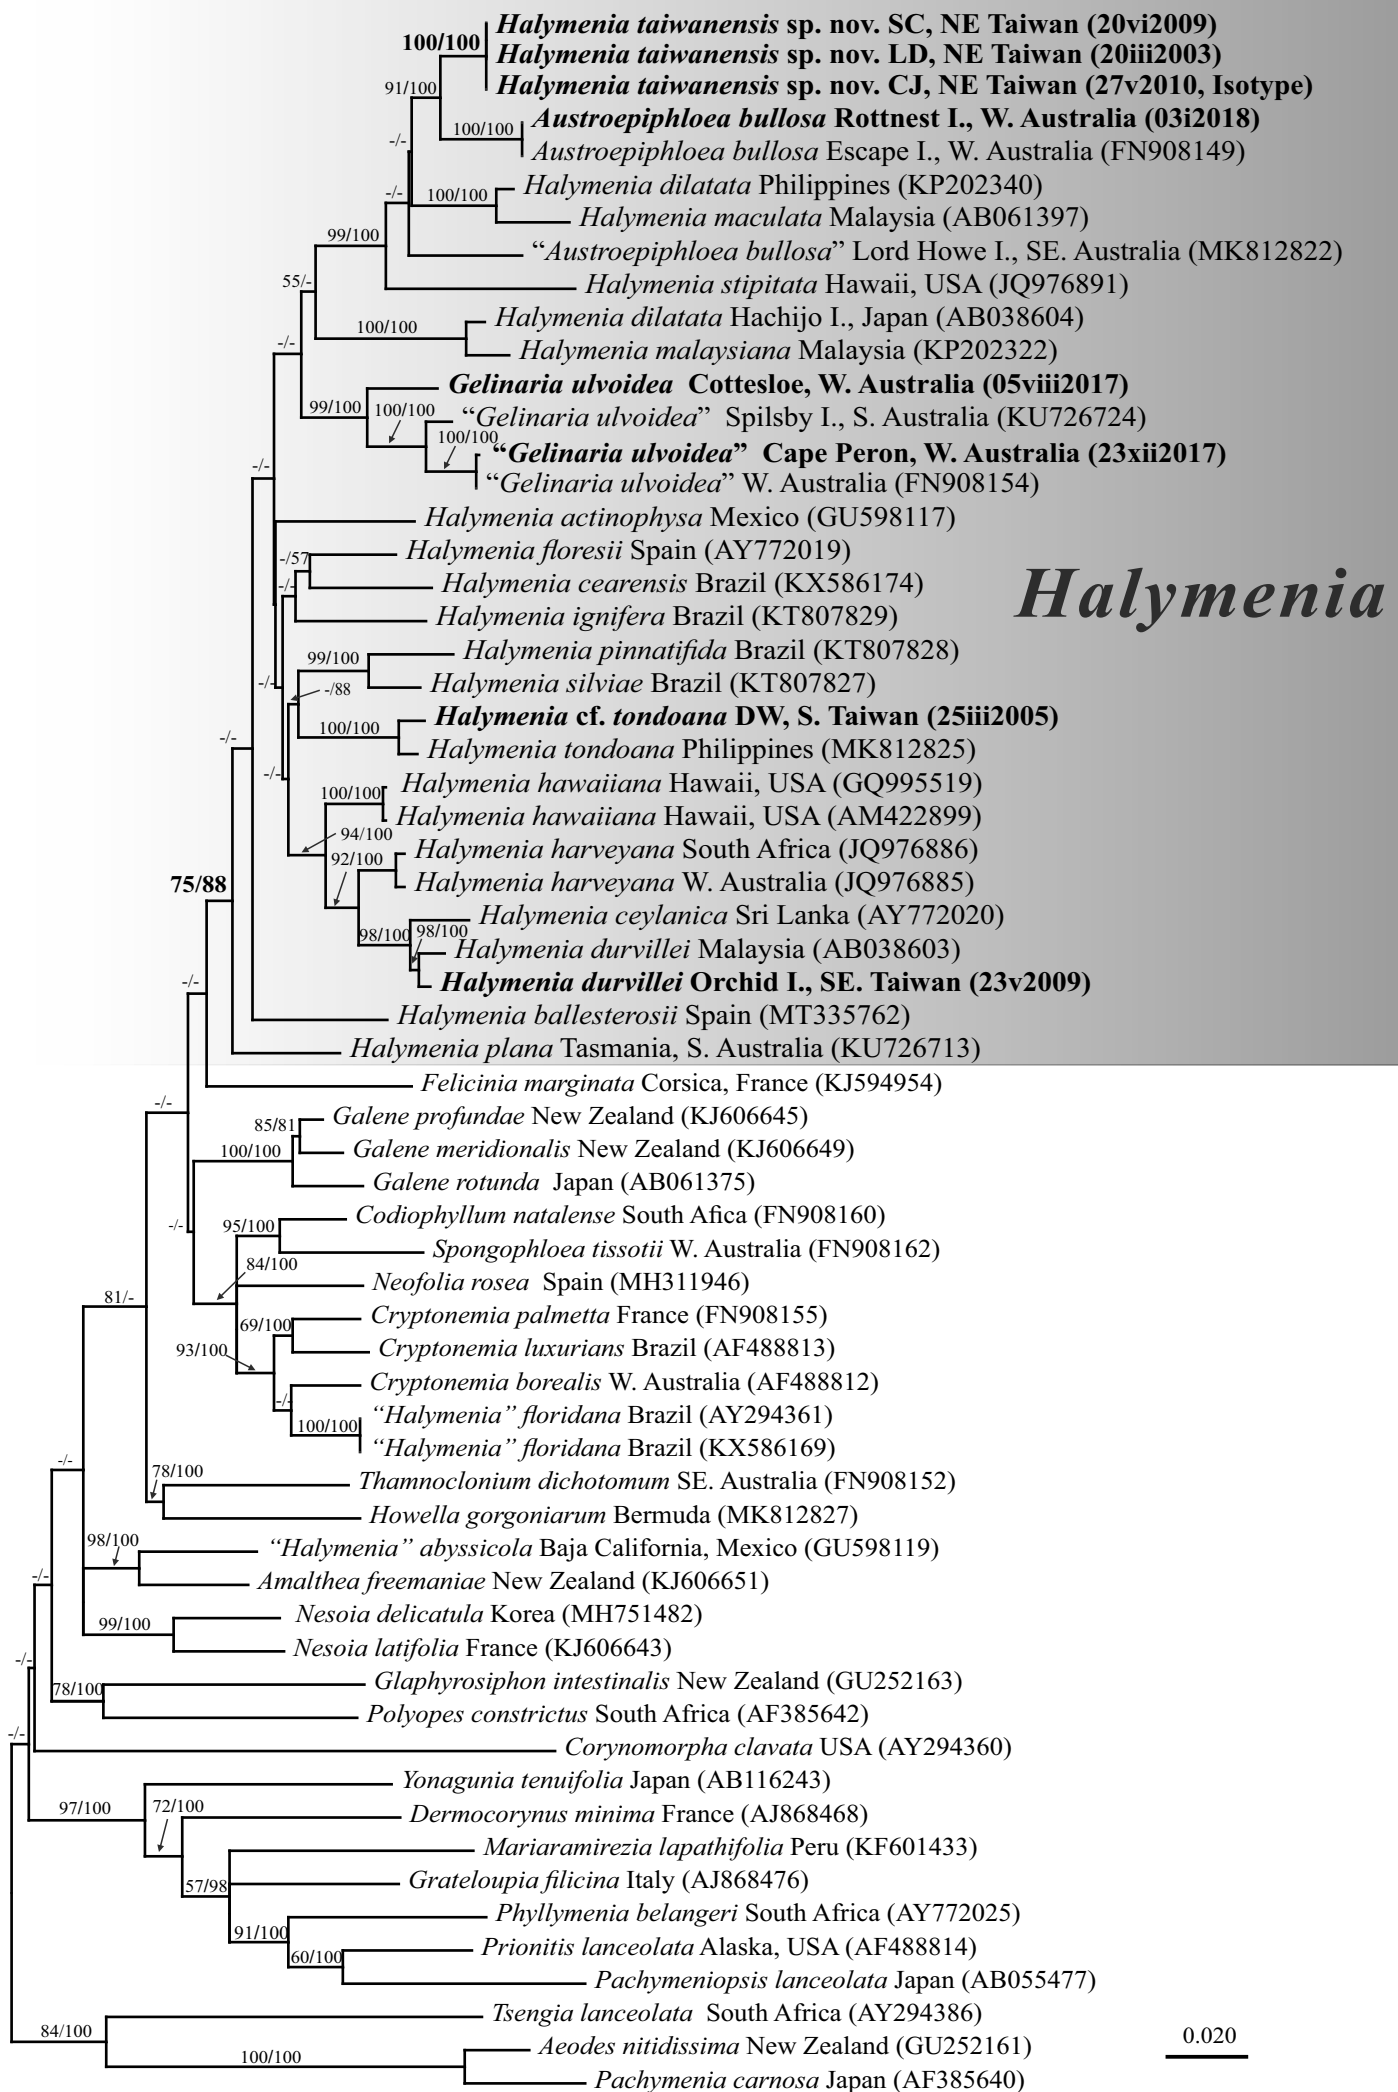 Halymenia taiwanensis sp. nov. SC, NE Taiwan (20vi2009)
100/100
Halymenia taiwanensis sp. nov. LD, NE Taiwan (20iii2003)
Halymenia taiwanensis sp. nov. CJ, NE Taiwan (27v2010, Isotype)
91/100
Austroepiphloea bullosa Rottnest I., W. Australia (03i2018)
100/100
-/-
Austroepiphloea bullosa Escape I., W. Australia (FN908149)
Halymenia dilatata Philippines (KP202340)
-/-
100/100
Halymenia maculata Malaysia (AB061397)
99/100
“Austroepiphloea bullosa” Lord Howe I., SE. Australia (MK812822)
55/-
Halymenia stipitata Hawaii, USA (JQ976891)
Halymenia dilatata Hachijo I., Japan (AB038604)
100/100
-/-
Halymenia malaysiana Malaysia (KP202322)
Gelinaria ulvoidea Cottesloe, W. Australia (05viii2017)
99/100
100/100
“Gelinaria ulvoidea” Spilsby I., S. Australia (KU726724)
100/100
“Gelinaria ulvoidea” Cape Peron, W. Australia (23xii2017)
-/-
“Gelinaria ulvoidea” W. Australia (FN908154)
Halymenia actinophysa Mexico (GU598117)
Halymenia floresii Spain (AY772019)
-/57
Halymenia cearensis Brazil (KX586174)
-/-
Halymenia
Halymenia ignifera Brazil (KT807829)
Halymenia pinnatifida Brazil (KT807828)
99/100
Halymenia silviae Brazil (KT807827)
-/-
-/88
Halymenia cf. tondoana DW, S. Taiwan (25iii2005)
100/100
-/-
Halymenia tondoana Philippines (MK812825)
-/-
Halymenia hawaiiana Hawaii, USA (GQ995519)
100/100
Halymenia hawaiiana Hawaii, USA (AM422899)
94/100
Halymenia harveyana South Africa (JQ976886)
92/100
Halymenia harveyana W. Australia (JQ976885)
75/88
Halymenia ceylanica Sri Lanka (AY772020)
98/100
98/100
Halymenia durvillei Malaysia (AB038603)
Halymenia durvillei Orchid I., SE. Taiwan (23v2009)
-/-
Halymenia ballesterosii Spain (MT335762)
Halymenia plana Tasmania, S. Australia (KU726713)
Felicinia marginata Corsica, France (KJ594954)
-/-
Galene profundae New Zealand (KJ606645)
85/81
Galene meridionalis New Zealand (KJ606649)
100/100
Galene rotunda Japan (AB061375)
Codiophyllum natalense South Afica (FN908160)
-/-
95/100
Spongophloea tissotii W. Australia (FN908162)
84/100
Neofolia rosea Spain (MH311946)
81/-
Cryptonemia palmetta France (FN908155)
69/100
Cryptonemia luxurians Brazil (AF488813)
93/100
Cryptonemia borealis W. Australia (AF488812)
-/-
“Halymenia” floridana Brazil (AY294361)
100/100
“Halymenia” floridana Brazil (KX586169)
-/-
78/100
Thamnoclonium dichotomum SE. Australia (FN908152)
Howella gorgoniarum Bermuda (MK812827)
98/100
“Halymenia” abyssicola Baja California, Mexico (GU598119)
-/-
Amalthea freemaniae New Zealand (KJ606651)
Nesoia delicatula Korea (MH751482)
99/100
Nesoia latifolia France (KJ606643)
-/-
Glaphyrosiphon intestinalis New Zealand (GU252163)
78/100
Polyopes constrictus South Africa (AF385642)
-/-
Corynomorpha clavata USA (AY294360)
Yonagunia tenuifolia Japan (AB116243)
97/100
72/100
Dermocorynus minima France (AJ868468)
Mariaramirezia lapathifolia Peru (KF601433)
57/98
Grateloupia filicina Italy (AJ868476)
Phyllymenia belangeri South Africa (AY772025)
91/100
Prionitis lanceolata Alaska, USA (AF488814)
60/100
Pachymeniopsis lanceolata Japan (AB055477)
Tsengia lanceolata South Africa (AY294386)
84/100
0.020
Aeodes nitidissima New Zealand (GU252161)
100/100
Pachymenia carnosa Japan (AF385640)